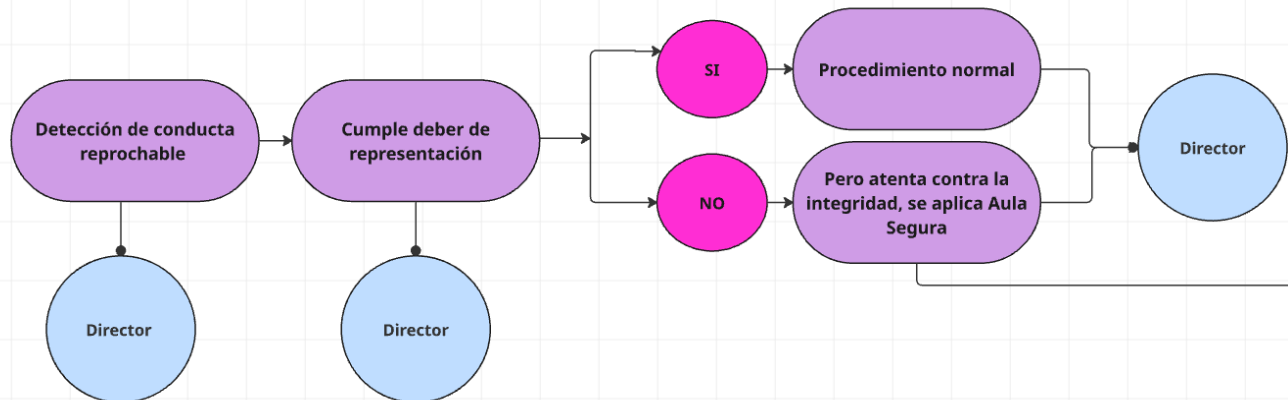 Detección de conducta
reprochable
Director
Cumple deber de
representación
Director
SI
Procedimiento normal
NO
Pero atenta contra la
integridad, se aplica Aula
Segura
Director